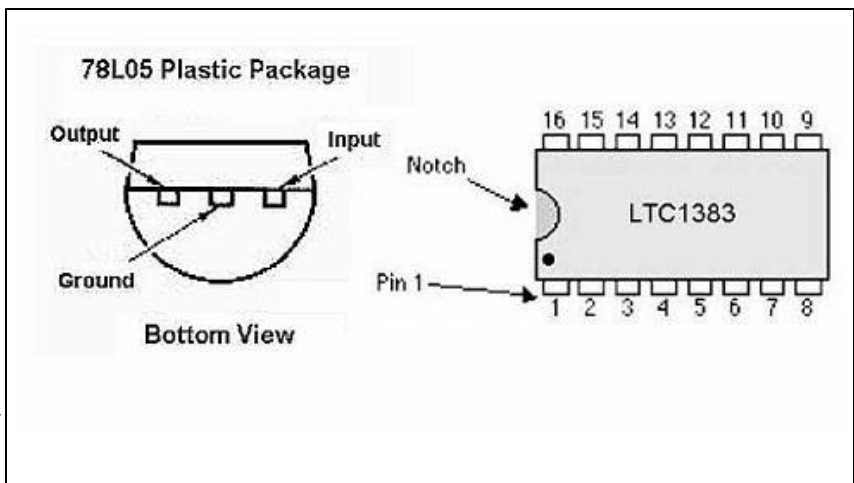 78L05 Plastic Package
Output
Input
Ground
Bottom View
16 15 14 13 12 11 10 9
Notch
LTC1383
Pin 1
1 2 3 4 5 6 7 8